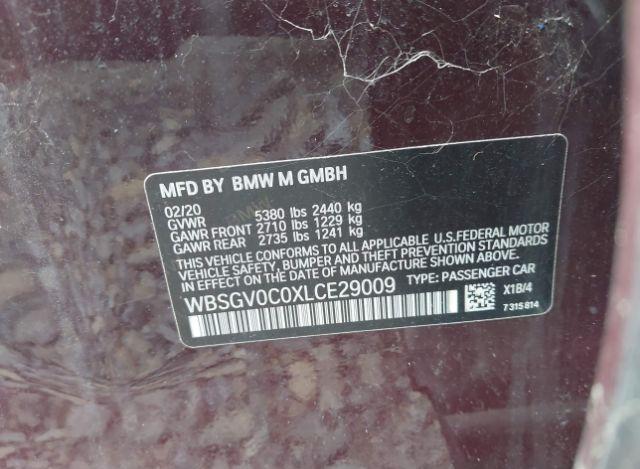 MFD BY BMW M GMBH
02/20
GVWR 5380 lbs 2440 kg
GAWR FRONT 2710 lbs 1229 kg
GAWR REAR 2735 lbs 1241 kg
THIS VEHICLE CONFORMS TO ALL APPLICABLE U.S.FEDERAL MOTOR
VEHICLE SAFETY, BUMPER, AND THEFT PREVENTION STANDARDS
IN EFFECT ON THE DATE OF MANUFACTURE SHOWN ABOVE.
WBSGV0C0XLCE29009 TYPE: PASSENGER CAR
X1B/4
7315814